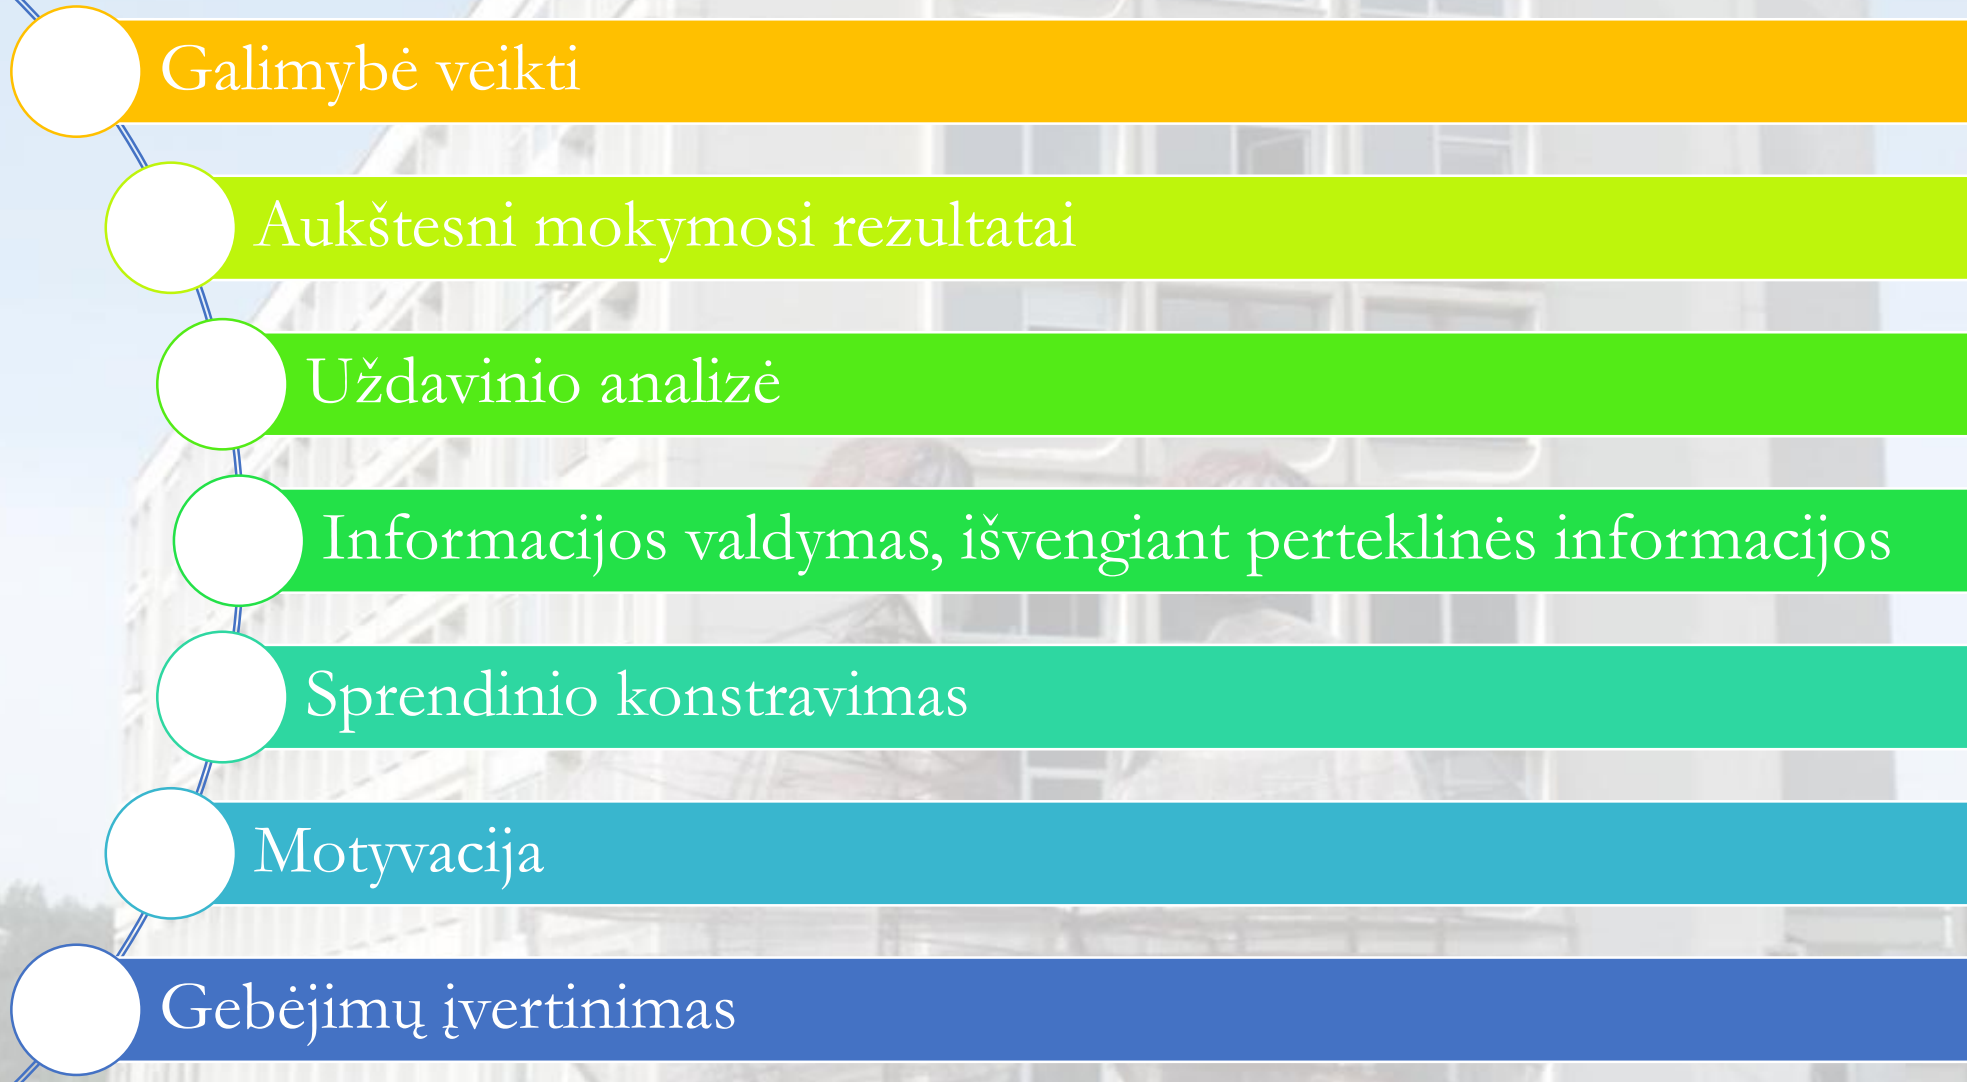 Galimybė veikti
Aukštesni mokymosi rezultatai
Uždavinio analizė
Informacijos valdymas, išvengiant perteklinės informacijos
Sprendinio konstravimas
Motyvacija
Gebėjimų įvertinimas